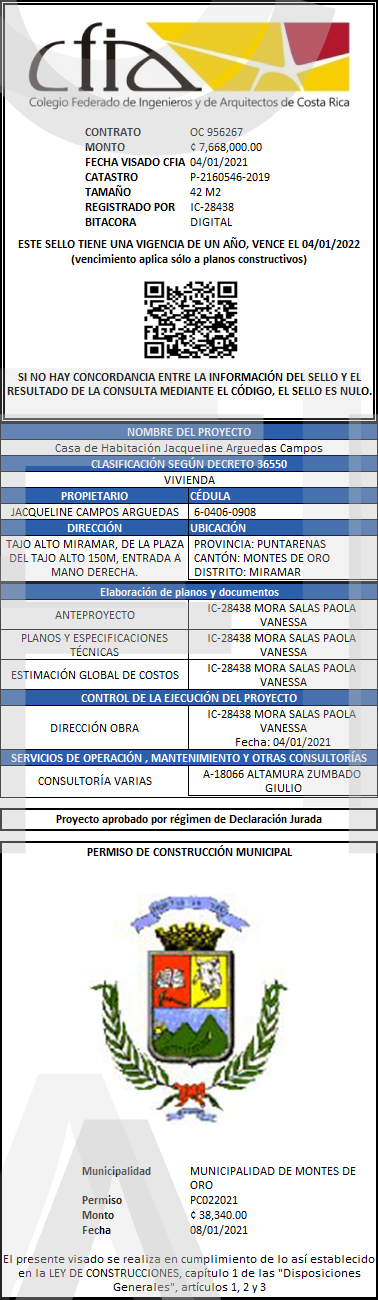 cfia
Colegio Federado de Ingenieros y de Arquitectos de Costa Rica
CONTRATO OC 956267
MONTO ¢ 7,668,000.00
FECHA VISADO CFIA 04/01/2021
CATASTRO P-2160546-2019
TAMAÑO 42 M2
REGISTRADO POR IC-28438
BITACORA DIGITAL
ESTE SELLO TIENE UNA VIGENCIA DE UN AÑO, VENCE EL 04/01/2022
(vencimiento aplica sólo a planos constructivos)
SI NO HAY CONCORDANCIA ENTRE LA INFORMACIÓN DEL SELLO Y EL
RESULTADO DE LA CONSULTA MEDIANTE EL CÓDIGO, EL SELLO ES NULO.
NOMBRE DEL PROYECTO
Casa de Habitación Jacqueline Arguedas Campos
CLASIFICACIÓN SEGÚN DECRETO 36550
VIVIENDA
PROPIETARIO CÉDULA
JACQUELINE CAMPOS ARGUEDAS 6-0406-0908
DIRECCIÓN UBICACIÓN
TAJO ALTO MIRAMAR, DE LA PLAZA PROVINCIA: PUNTARENAS
DEL TAJO ALTO 150M, ENTRADA A CANTÓN: MONTES DE ORO
MANO DERECHA. DISTRITO: MIRAMAR
Elaboración de planos y documentos
ANTEPROYECTO IC-28438 MORA SALAS PAOLA
VANESSA
PLANOS Y ESPECIFICACIONES IC-28438 MORA SALAS PAOLA
TÉCNICAS VANESSA
ESTIMACIÓN GLOBAL DE COSTOS IC-28438 MORA SALAS PAOLA
VANESSA
CONTROL DE LA EJECUCIÓN DEL PROYECTO
DIRECCIÓN OBRA IC-28438 MORA SALAS PAOLA
VANESSA
Fecha: 04/01/2021
SERVICIOS DE OPERACIÓN , MANTENIMIENTO Y OTRAS CONSULTORÍAS
CONSULTORÍA VARIAS A-18066 ALTAMURA ZUMBADO
GIULIO
Proyecto aprobado por régimen de Declaración Jurada
PERMISO DE CONSTRUCCIÓN MUNICIPAL
Municipalidad MUNICIPALIDAD DE MONTES DE
ORO
Permiso PC022021
Monto ¢ 38,340.00
Fecha 08/01/2021
El presente visado se realiza en cumplimiento de lo así establecido
en la LEY DE CONSTRUCCIONES, capítulo 1 de las "Disposiciones
Generales", artículos 1, 2 y 3